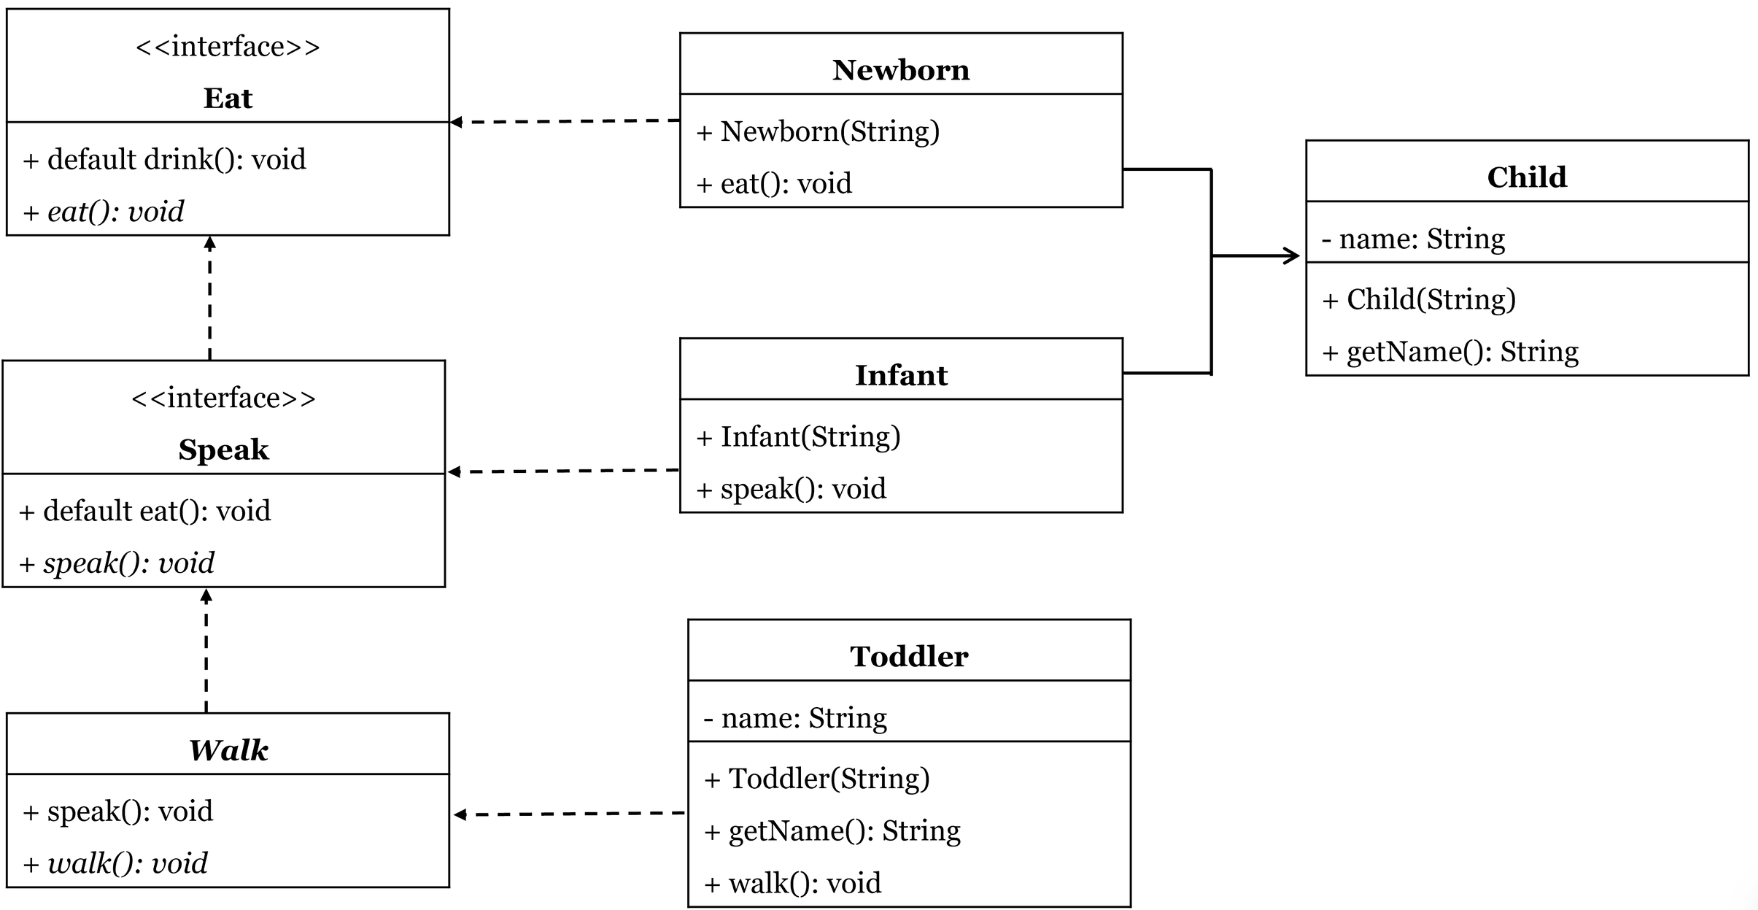 <<interface>>
Eat
+ default drink(): void
+ eat(): void
<<interface>>
Speak
+ default eat(): void
+ speak(): void
Walk
+ speak(): void
+ walk(): void
Newborn
+ Newborn(String)
+ eat(): void
Infant
+ Infant(String)
+ speak(): void
Toddler
- name: String
+ Toddler(String)
+ getName(): String
+ walk(): void
Child
- name: String
+ Child(String)
+ getName(): String